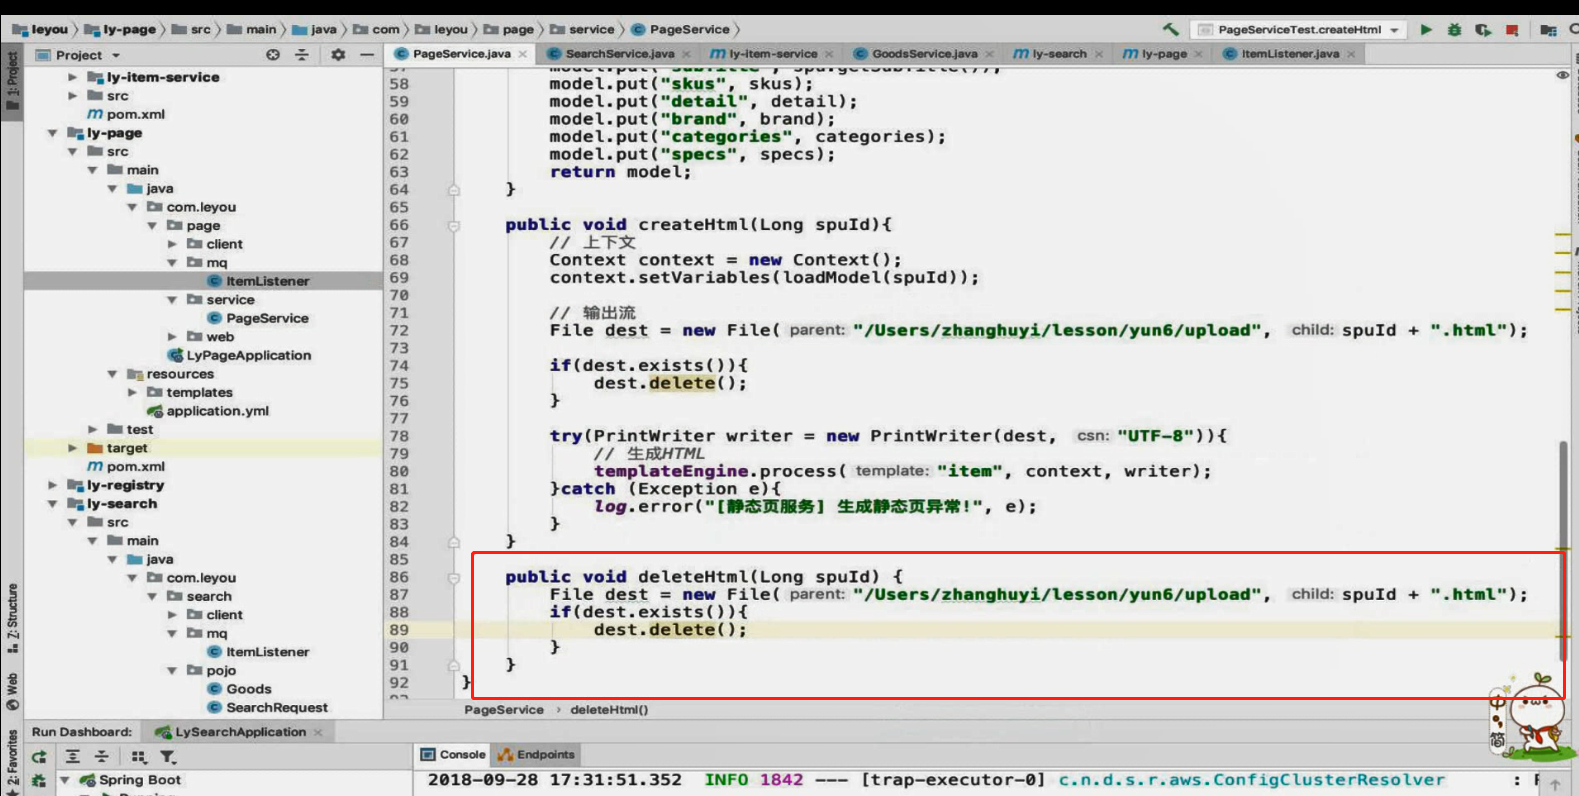 leyou ly-page src main java com leyou page service PageService
PageServiceTest.createHtml
1: Project
Project
PageService.java
SearchService.java
ly-item-service
GoodsService.java
ly-search
ly-page
ItemListener.java
ly-item-service
src
pom.xml
ly-page
src
main
java
com.leyou
page
client
mq
ItemListener
service
PageService
web
LyPageApplication
resources
templates
application.yml
test
target
pom.xml
ly-registry
ly-search
src
main
java
com.leyou
search
client
mq
ItemListener
pojo
Goods
SearchRequest
57 model.put("subTitle", spu.getSubTitle());
58 model.put("skus", skus);
59 model.put("detail", detail);
60 model.put("brand", brand);
61 model.put("categories", categories);
62 model.put("specs", specs);
63 return model;
64 }
65
66 public void createHtml(Long spuId){
67 // 上下文
68 Context context = new Context();
69 context.setVariables(loadModel(spuId));
70
71 // 输出流
72 File dest = new File( parent: "/Users/zhanghuyi/lesson/yun6/upload", child: spuId + ".html");
73
74 if(dest.exists()){
75 dest.delete();
76 }
77
78 try(PrintWriter writer = new PrintWriter(dest, csn: "UTF-8")){
79 // 生成HTML
80 templateEngine.process( template: "item", context, writer);
81 }catch (Exception e){
82 log.error("[静态页服务] 生成静态页异常!", e);
83 }
84 }
85
86 public void deleteHtml(Long spuId) {
87 File dest = new File( parent: "/Users/zhanghuyi/lesson/yun6/upload", child: spuId + ".html");
88 if(dest.exists()){
89 dest.delete();
90 }
91 }
92 }
PageService › deleteHtml()
中
简
Z: Structure
Web
2: Favorites
Run Dashboard: LySearchApplication
Console Endpoints
Spring Boot
2018-09-28 17:31:51.352 INFO 1842 --- [trap-executor-0] c.n.d.s.r.aws.ConfigClusterResolver :